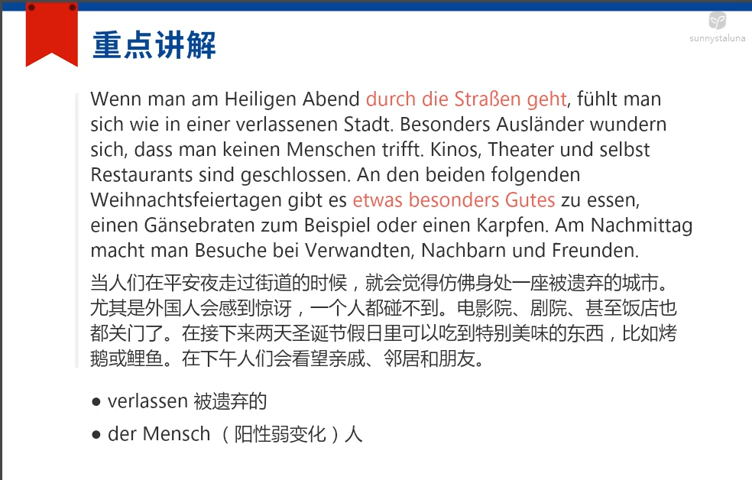 sunnystaluna
重点讲解
Wenn man am Heiligen Abend durch die Straßen geht, fühlt man
sich wie in einer verlassenen Stadt. Besonders Ausländer wundern
sich, dass man keinen Menschen trifft. Kinos, Theater und selbst
Restaurants sind geschlossen. An den beiden folgenden
Weihnachtsfeiertagen gibt es etwas besonders Gutes zu essen,
einen Gänsebraten zum Beispiel oder einen Karpfen. Am Nachmittag
macht man Besuche bei Verwandten, Nachbarn und Freunden.
当人们在平安夜走过街道的时候，就会觉得仿佛身处一座被遗弃的城市。
尤其是外国人会感到惊讶，一个人都碰不到。电影院、剧院、甚至饭店也
都关门了。在接下来两天圣诞节假日里可以吃到特别美味的东西，比如烤
鹅或鲤鱼。在下午人们会看望亲戚、邻居和朋友。
● verlassen 被遗弃的
● der Mensch （阳性弱变化）人